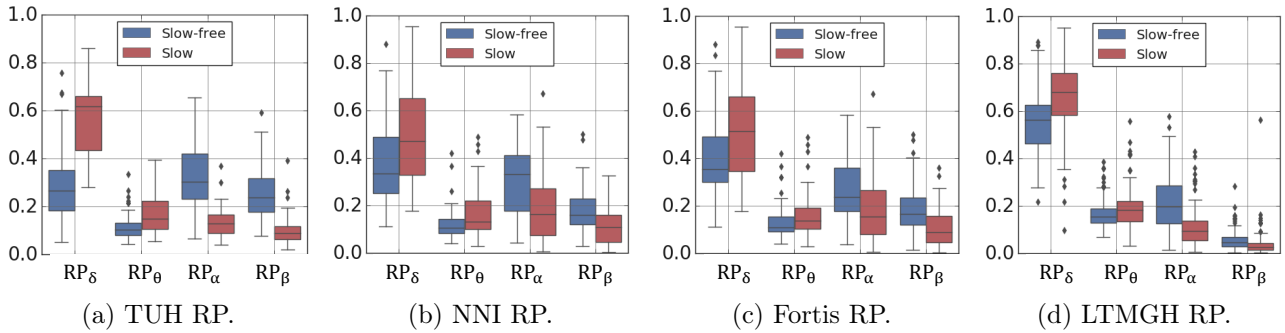 1.0
0.8
0.6
0.4
0.2
0.0
Slow-free
Slow
RPδ RPθ RPα RPβ
(a) TUH RP.
1.0
0.8
0.6
0.4
0.2
0.0
Slow-free
Slow
RPδ RPθ RPα RPβ
(b) NNI RP.
1.0
0.8
0.6
0.4
0.2
0.0
Slow-free
Slow
RPδ RPθ RPα RPβ
(c) Fortis RP.
1.0
0.8
0.6
0.4
0.2
0.0
Slow-free
Slow
RPδ RPθ RPα RPβ
(d) LTMGH RP.